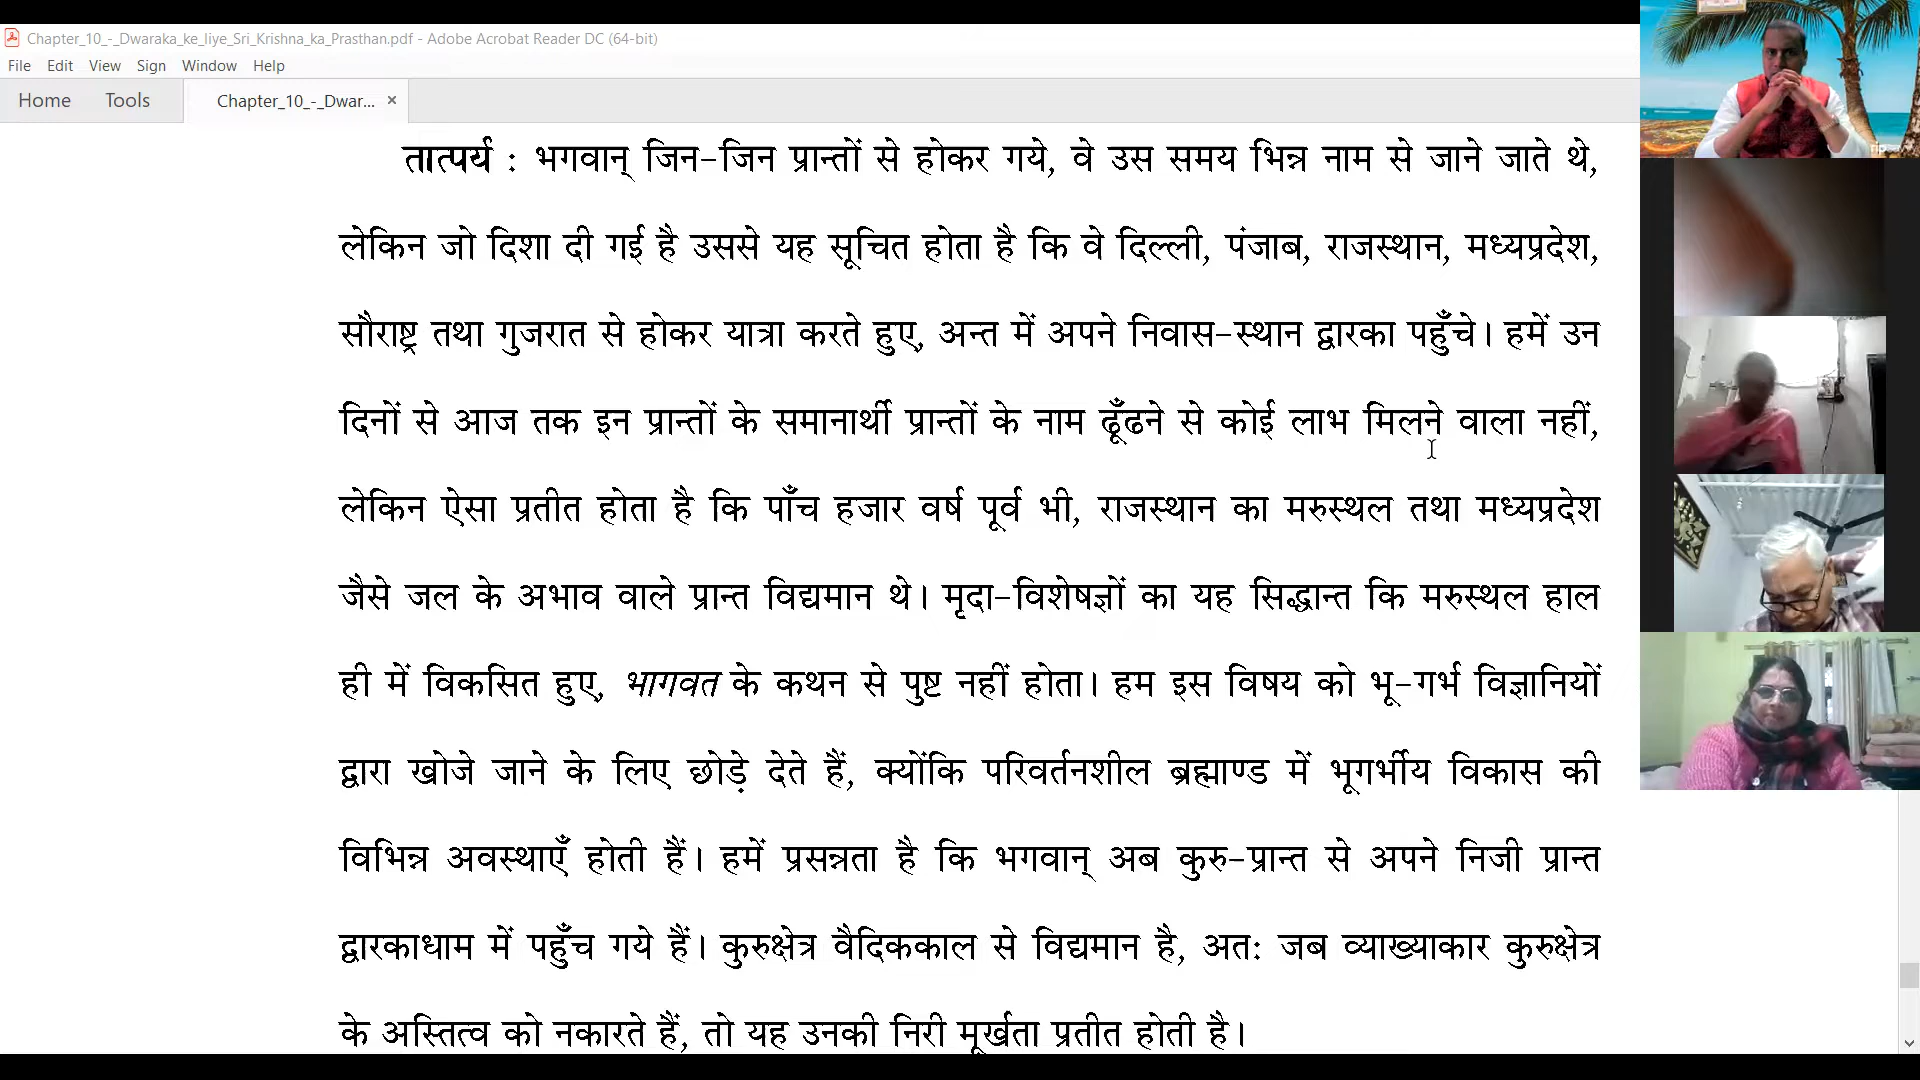 Chapter_10_-_Dwaraka_ke_liye_Sri_Krishna_ka_Prasthan.pdf - Adobe Acrobat Reader DC (64-bit)
File Edit View Sign Window Help
Home Tools Chapter_10_-_Dwar... ×
तात्पर्य : भगवान् जिन-जिन प्रान्तों से होकर गये, वे उस समय भिन्न नाम से जाने जाते थे,
लेकिन जो दिशा दी गई है उससे यह सूचित होता है कि वे दिल्ली, पंजाब, राजस्थान, मध्यप्रदेश,
सौराष्ट्र तथा गुजरात से होकर यात्रा करते हुए, अन्त में अपने निवास-स्थान द्वारका पहुँचे। हमें उन
दिनों से आज तक इन प्रान्तों के समानार्थी प्रान्तों के नाम ढूँढने से कोई लाभ मिलने वाला नहीं,
लेकिन ऐसा प्रतीत होता है कि पाँच हजार वर्ष पूर्व भी, राजस्थान का मरुस्थल तथा मध्यप्रदेश
जैसे जल के अभाव वाले प्रान्त विद्यमान थे। मृदा-विशेषज्ञों का यह सिद्धान्त कि मरुस्थल हाल
ही में विकसित हुए, भागवत के कथन से पुष्ट नहीं होता। हम इस विषय को भू-गर्भ विज्ञानियों
द्वारा खोजे जाने के लिए छोड़े देते हैं, क्योंकि परिवर्तनशील ब्रह्माण्ड में भूगर्भीय विकास की
विभिन्न अवस्थाएँ होती हैं। हमें प्रसन्नता है कि भगवान् अब कुरु-प्रान्त से अपने निजी प्रान्त
द्वारकाधाम में पहुँच गये हैं। कुरुक्षेत्र वैदिककाल से विद्यमान है, अतः जब व्याख्याकार कुरुक्षेत्र
के अस्तित्व को नकारते हैं, तो यह उनकी निरी मूर्खता प्रतीत होती है।